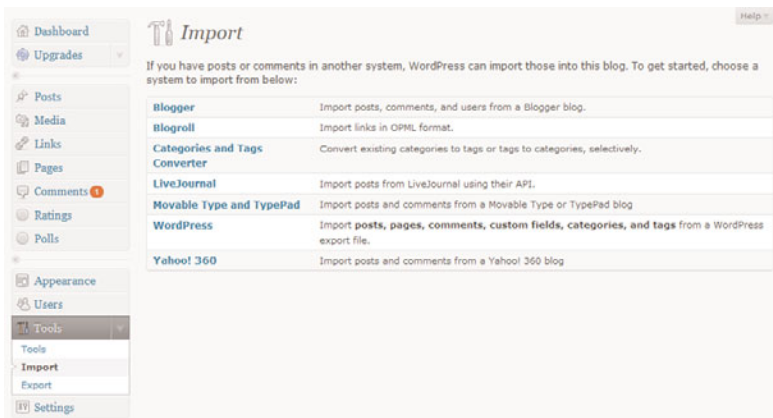 Help
Dashboard
Upgrades
Posts
Media
Links
Pages
Comments 1
Ratings
Polls
Appearance
Users
Tools
Tools
Import
Export
Settings
Import
If you have posts or comments in another system, WordPress can import those into this blog. To get started, choose a
system to import from below:
Blogger Import posts, comments, and users from a Blogger blog.
Blogroll Import links in OPML format.
Categories and Tags Convert existing categories to tags or tags to categories, selectively.
Converter
LiveJournal Import posts from LiveJournal using their API.
Movable Type and TypePad Import posts and comments from a Movable Type or TypePad blog
WordPress Import posts, pages, comments, custom fields, categories, and tags from a WordPress
export file.
Yahoo! 360 Import posts and comments from a Yahoo! 360 blog